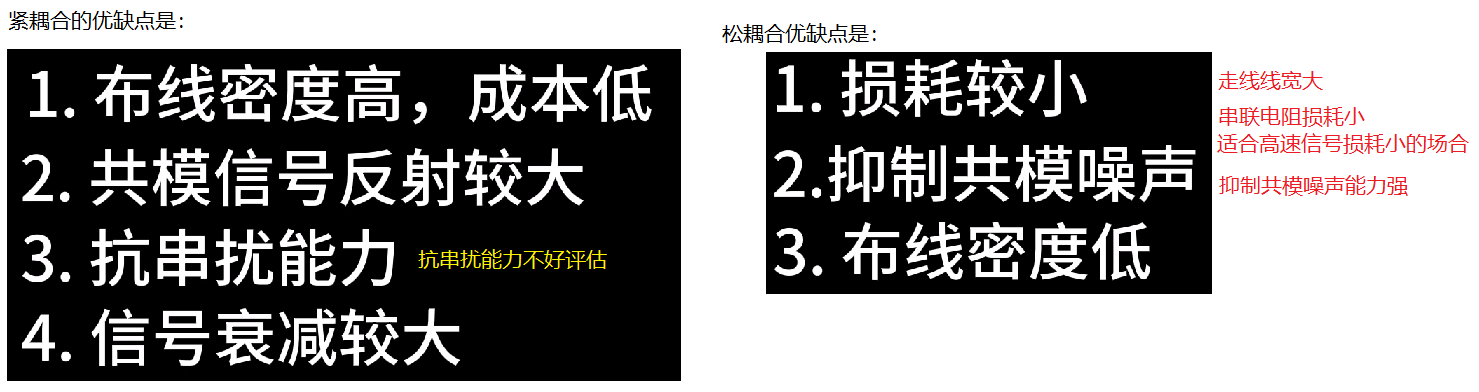 紧耦合的优缺点是:
1. 布线密度高，成本低
2. 共模信号反射较大
3. 抗串扰能力
抗串扰能力不好评估
4. 信号衰减较大
松耦合优缺点是:
1. 损耗较小
走线线宽大
串联电阻损耗小
适合高速信号损耗小的场合
2.抑制共模噪声
抑制共模噪声能力强
3. 布线密度低